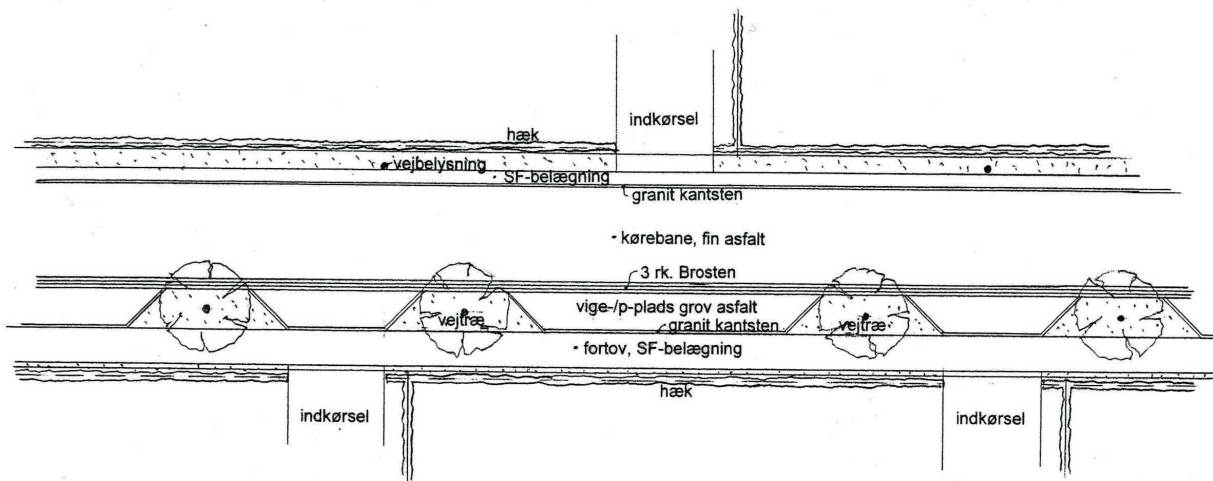 indkørsel
hæk
vejbelysning
SF-belægning
granit kantsten
kørebane, fin asfalt
3 rk. Brosten
vige-/p-plads grov asfalt
vejtræ
granit kantsten
vejtræ
fortov, SF-belægning
hæk
indkørsel
indkørsel